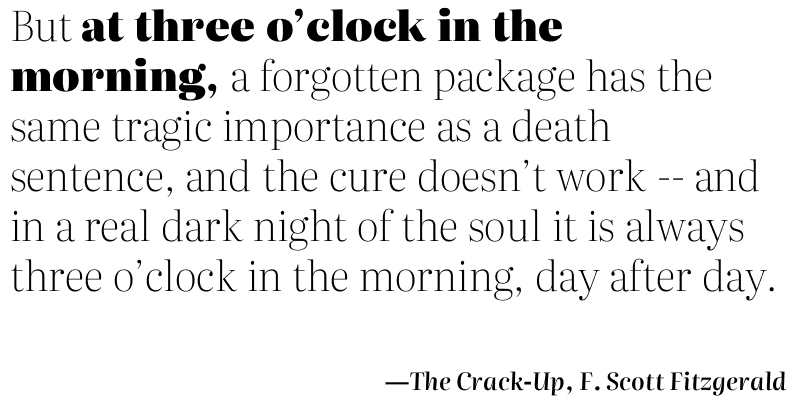 But at three o’clock in the
morning, a forgotten package has the
same tragic importance as a death
sentence, and the cure doesn’t work -- and
in a real dark night of the soul it is always
three o’clock in the morning, day after day.
—The Crack-Up, F. Scott Fitzgerald